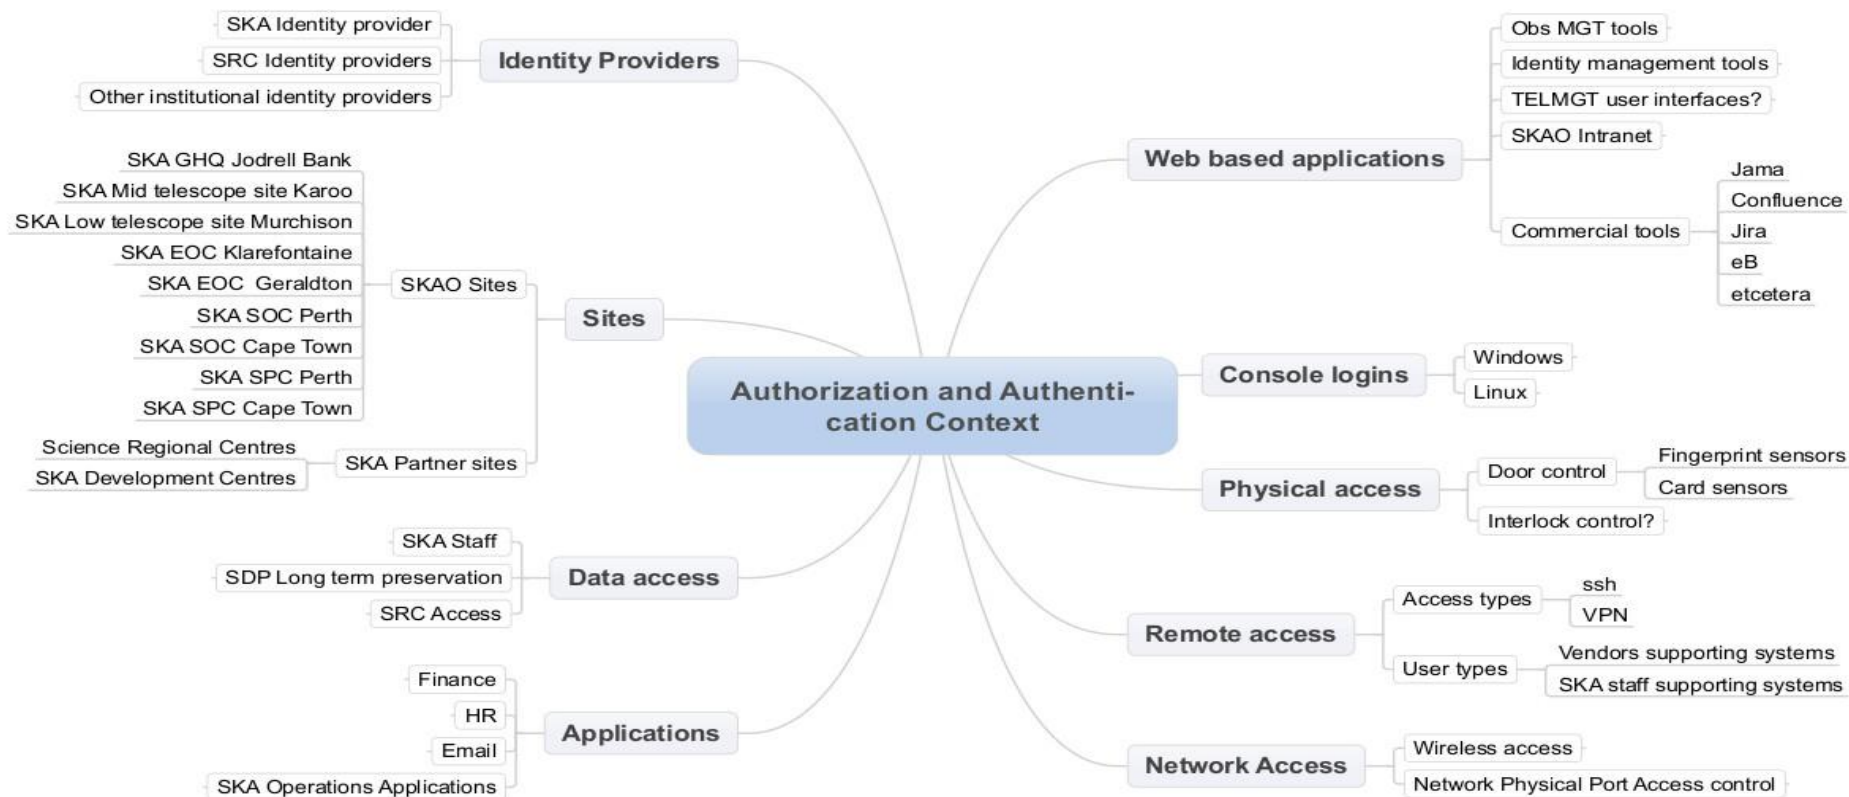 SKA Identity provider
SRC Identity providers
Other institutional identity providers
Identity Providers
SKA GHQ Jodrell Bank
SKA Mid telescope site Karoo
SKA Low telescope site Murchison
SKA EOC Klarefontaine
SKA EOC Geraldton
SKA SOC Perth
SKA SOC Cape Town
SKA SPC Perth
SKA SPC Cape Town
SKAO Sites
Science Regional Centres
SKA Development Centres
SKA Partner sites
Sites
SKA Staff
SDP Long term preservation
SRC Access
Data access
Finance
HR
Email
SKA Operations Applications
Applications
Authorization and Authenti-
cation Context
Web based applications
Obs MGT tools
Identity management tools
TELMGT user interfaces?
SKAO Intranet
Commercial tools
Jama
Confluence
Jira
eB
etcetera
Console logins
Windows
Linux
Physical access
Door control
Fingerprint sensors
Card sensors
Interlock control?
Remote access
Access types
ssh
VPN
User types
Vendors supporting systems
SKA staff supporting systems
Network Access
Wireless access
Network Physical Port Access control